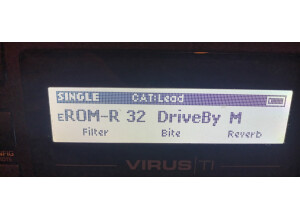 SINGLE CAT:Lead
EROM-R 32 DriveBy M
Filter Bite Reverb
VIRUS TI